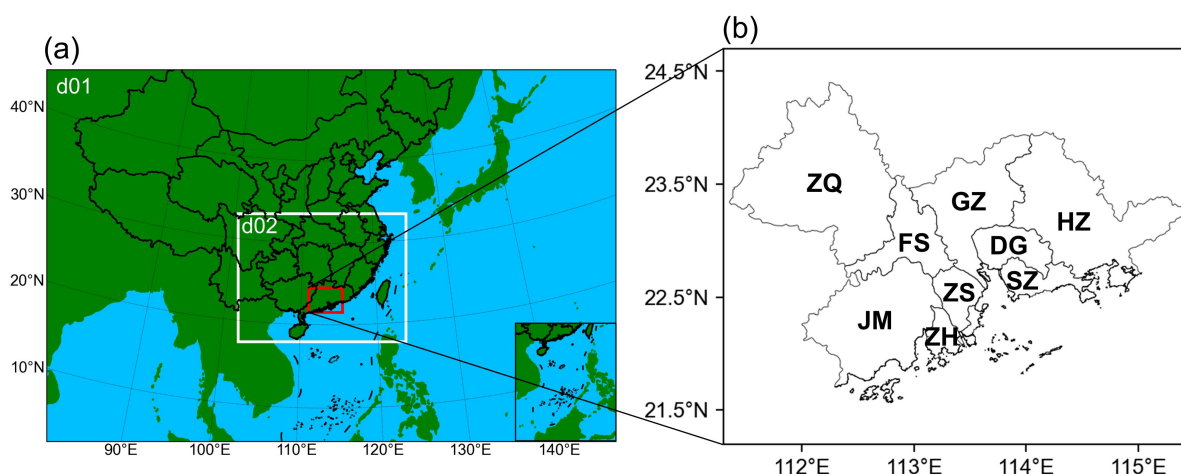 (a)
d01
d02
40°N
30°N
20°N
10°N
90°E
100°E
110°E
120°E
130°E
140°E
(b)
24.5°N
23.5°N
22.5°N
21.5°N
ZQ
GZ
HZ
FS
DG
SZ
ZS
JM
ZH
112°E
113°E
114°E
115°E